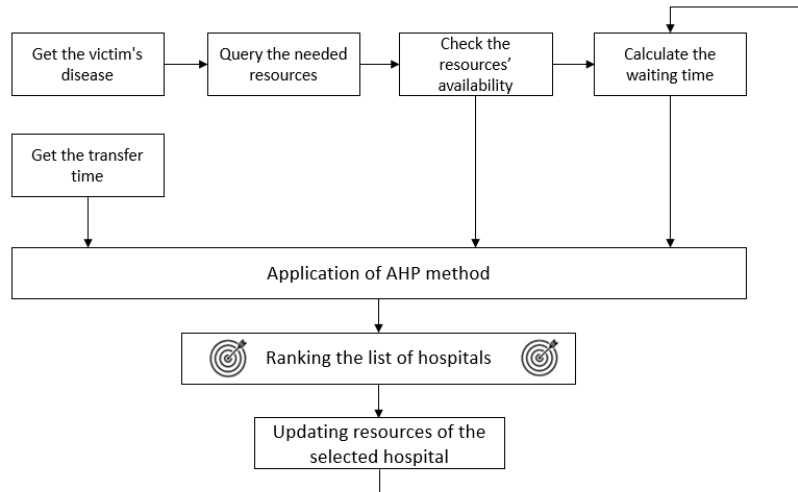 Get the victim's
disease
Query the needed
resources
Check the
resources’
availability
Calculate the
waiting time
Get the transfer
time
Application of AHP method
Ranking the list of hospitals
Updating resources of the
selected hospital